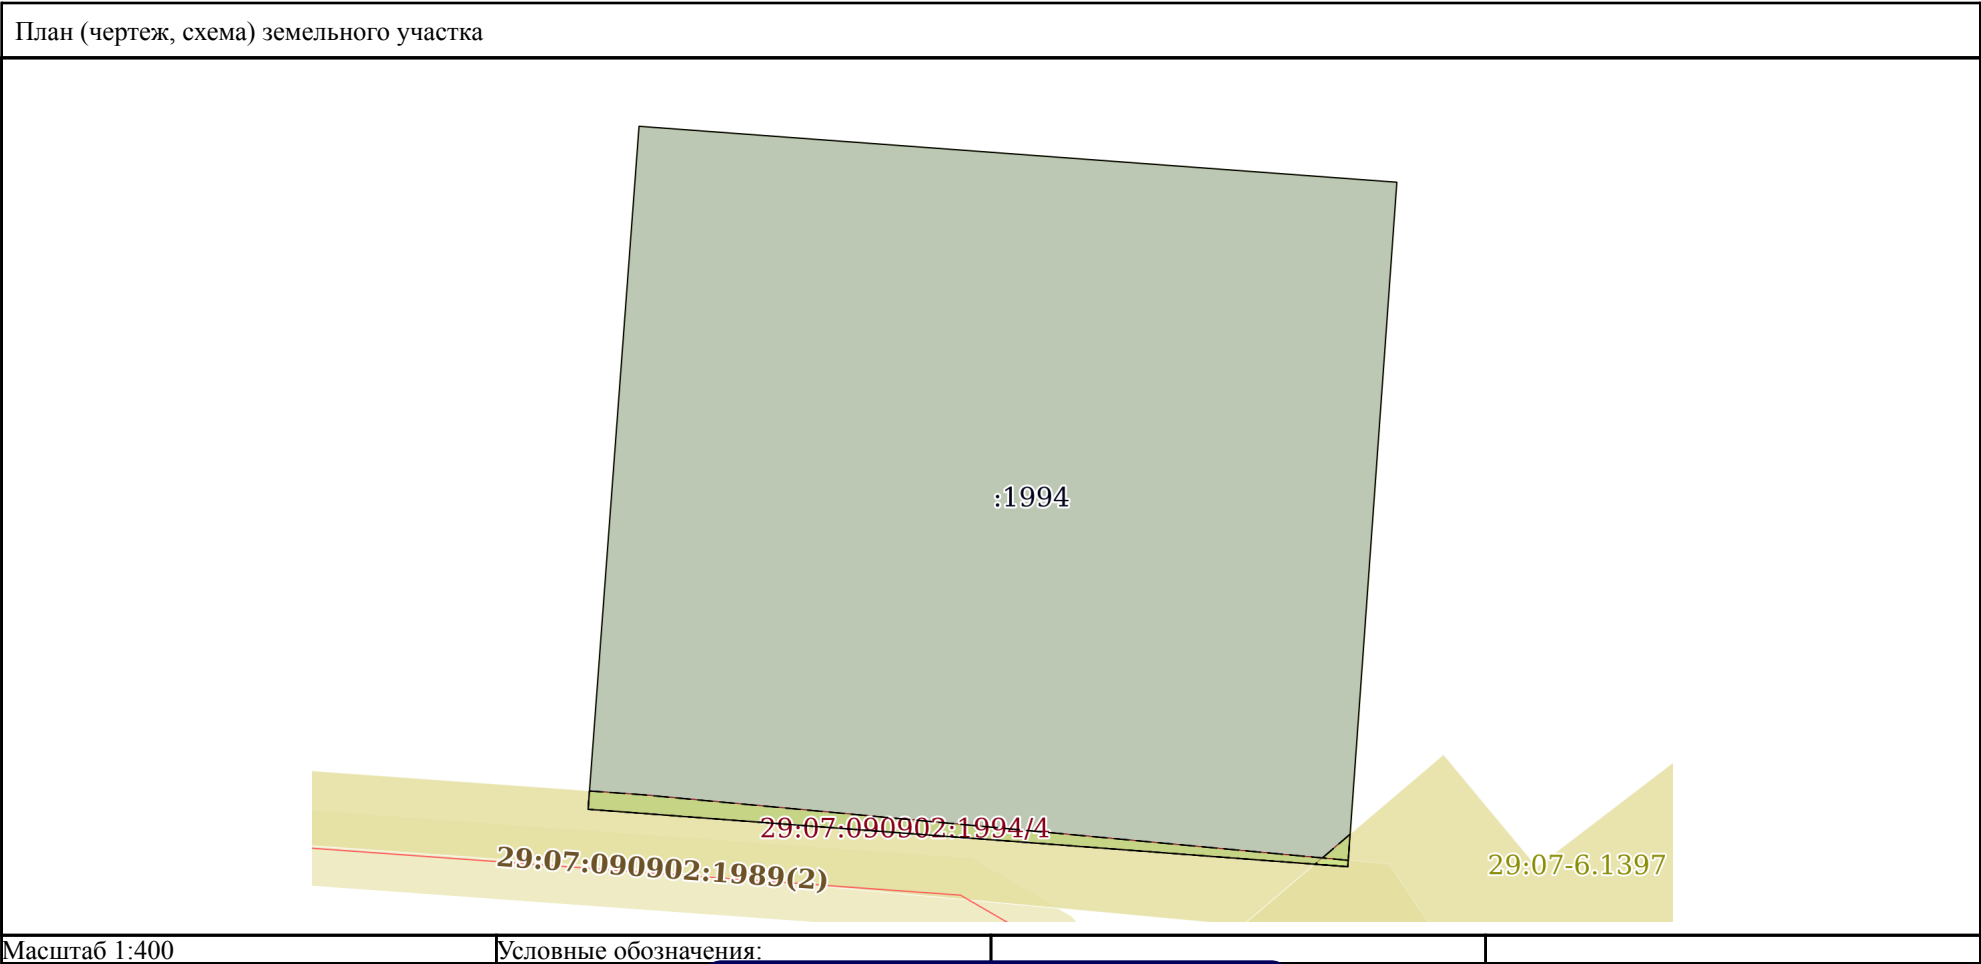 План (чертеж, схема) земельного участка
:1994
29:07:090902:1994/4
29:07:090902:1989(2)
29:07-6.1397
Масштаб 1:400
Условные обозначения: